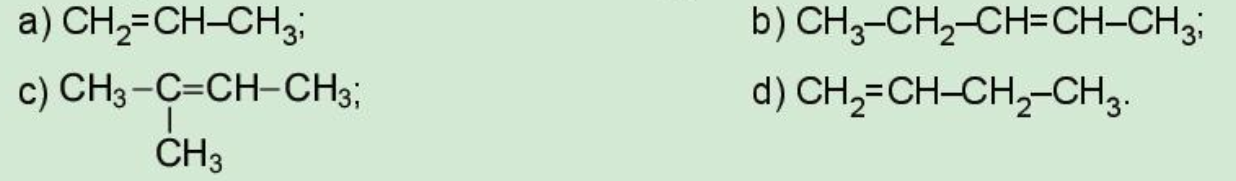 a) CH₂=CH–CH₃; b) CH₃–CH₂–CH=CH–CH₃;
c) CH₃–C=CH–CH₃; d) CH₂=CH–CH₂–CH₃.
|
CH₃